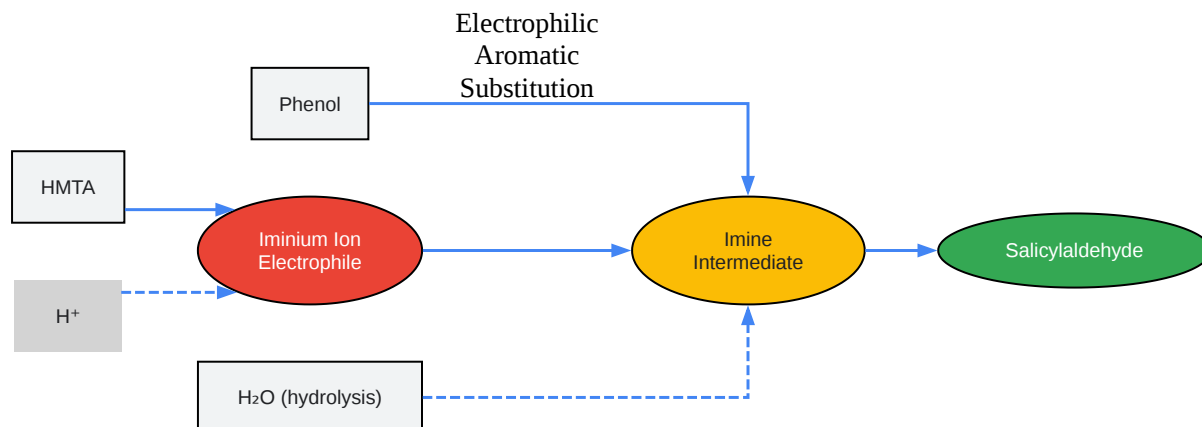 Electrophilic
Aromatic
Substitution
Phenol
HMTA
Iminium Ion
Electrophile
Imine
Intermediate
Salicylaldehyde
H⁺
H₂O (hydrolysis)